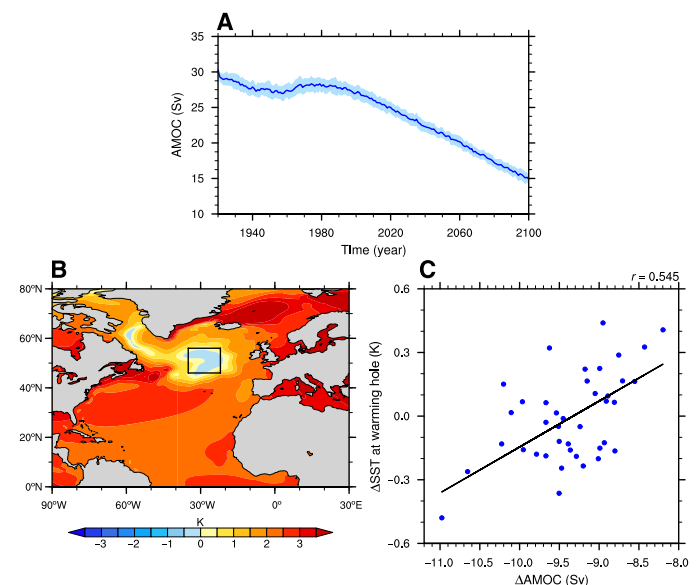 A
35
30
25
20
15
10
AMOC (Sv)
1940 1980 2020 2060 2100
Time (year)
B
80°N
60°N
40°N
20°N
0°N
90°W 60°W 30°W 0° 30°E
K
−3 −2 −1 0 1 2 3
C
r = 0.545
0.6
0.3
0.0
−0.3
−0.6
ΔSST at warming hole (K)
−11.0 −10.5 −10.0 −9.5 −9.0 −8.5 −8.0
ΔAMOC (Sv)